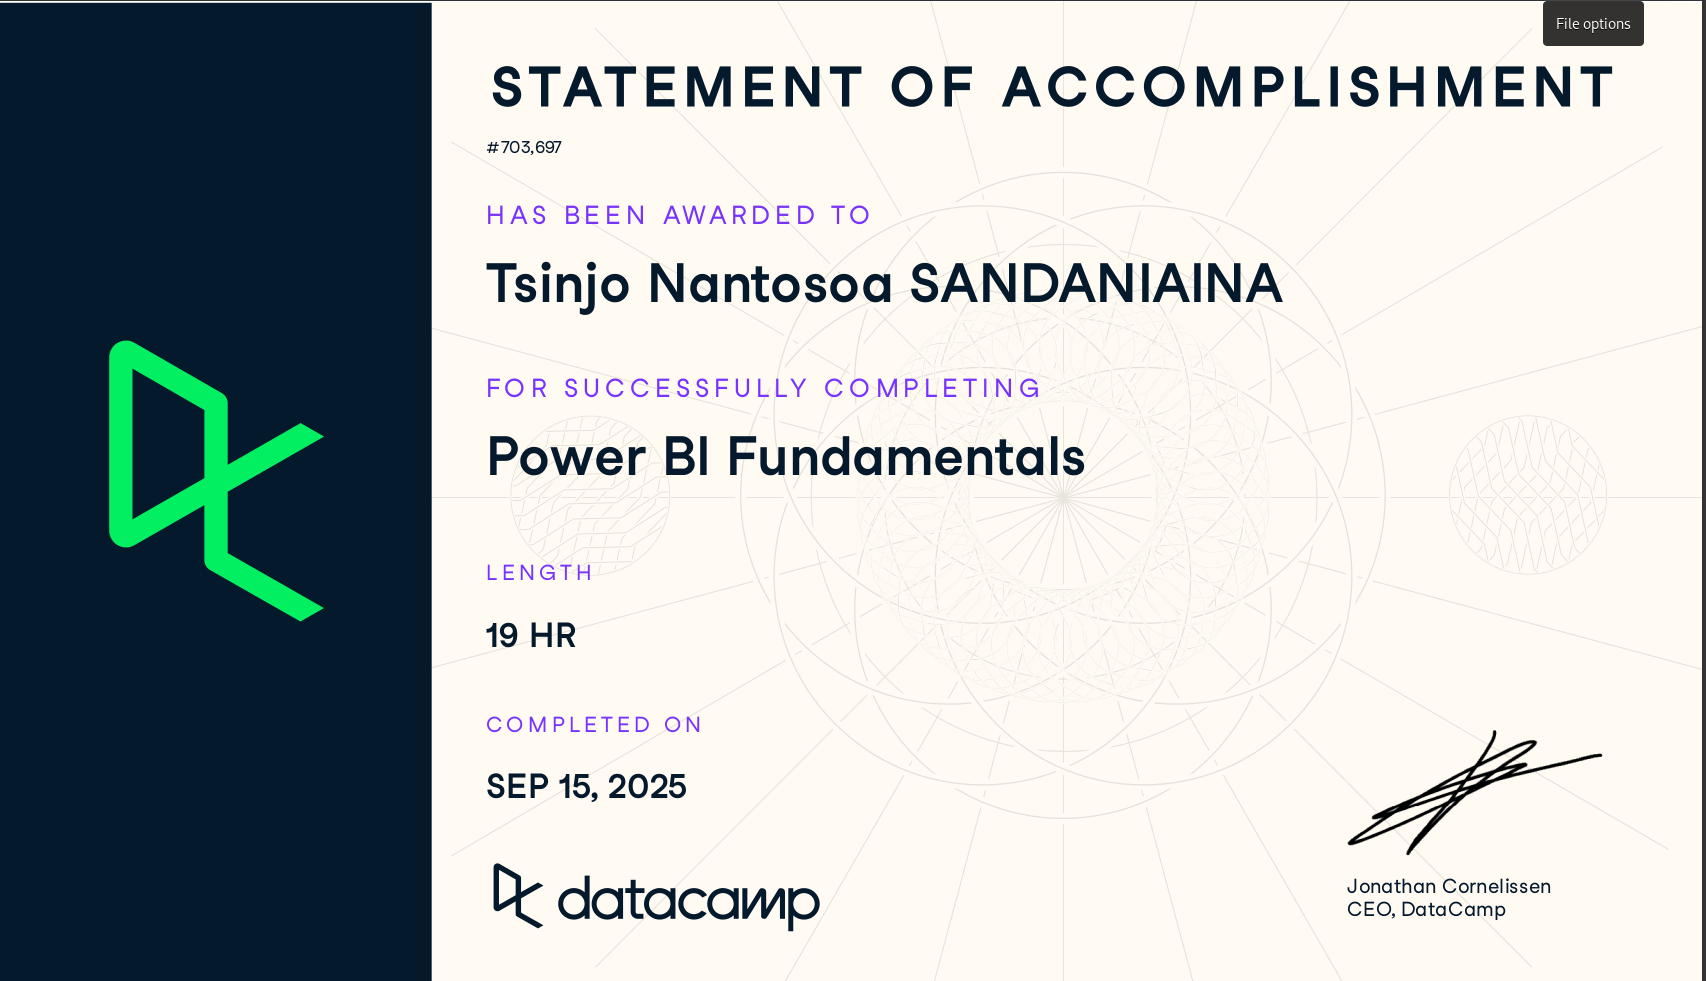 File options
STATEMENT OF ACCOMPLISHMENT
#703,697
HAS BEEN AWARDED TO
Tsinjo Nantosoa SANDANIAINA
FOR SUCCESSFULLY COMPLETING
Power BI Fundamentals
LENGTH
19 HR
COMPLETED ON
SEP 15, 2025
datacamp
Jonathan Cornelissen
CEO, DataCamp